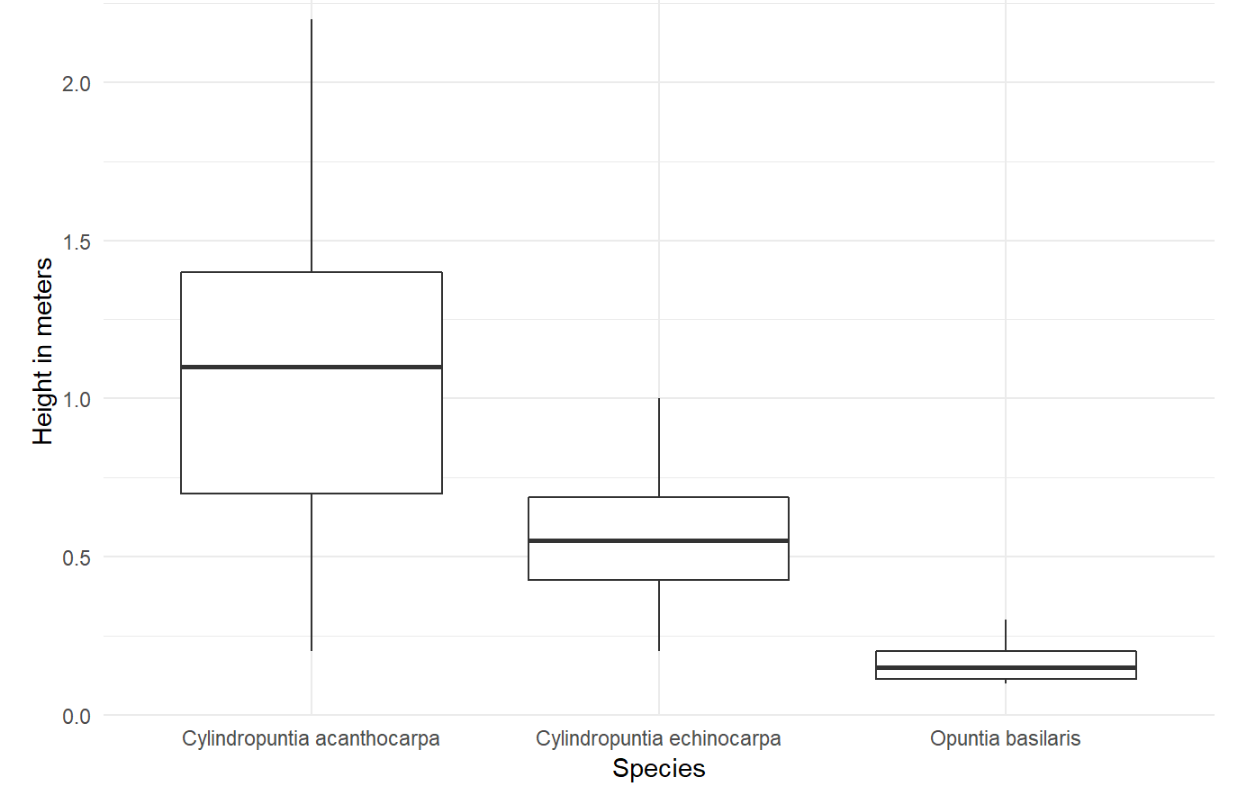 2.0
1.5
1.0
0.5
0.0
Height in meters
Cylindropuntia acanthocarpa
Cylindropuntia echinocarpa
Opuntia basilaris
Species